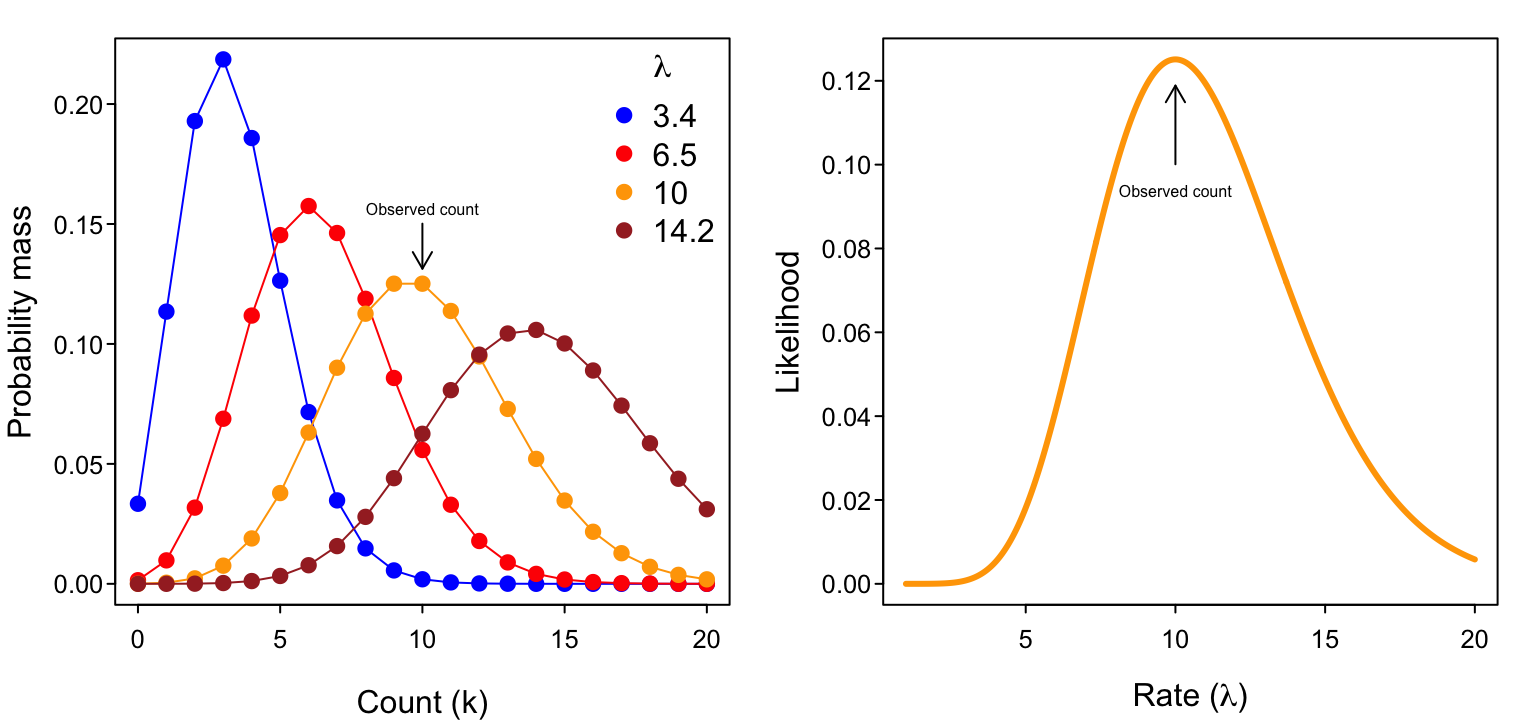 λ
3.4
6.5
10
14.2
Observed count
0.20
0.15
0.10
0.05
0.00
Probability mass
0 5 10 15 20
Count (k)
0.12
0.10
0.08
0.06
0.04
0.02
0.00
Likelihood
Observed count
5 10 15 20
Rate (λ)